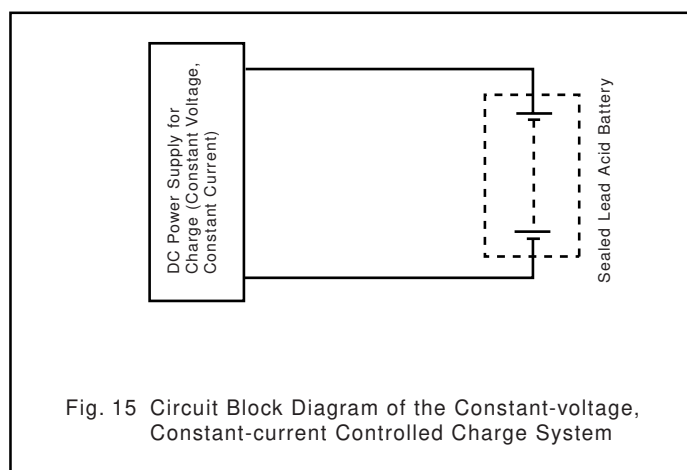 DC Power Supply for
Charge (Constant Voltage,
Constant Current)
Sealed Lead Acid Battery
Fig. 15 Circuit Block Diagram of the Constant-voltage,
Constant-current Controlled Charge System